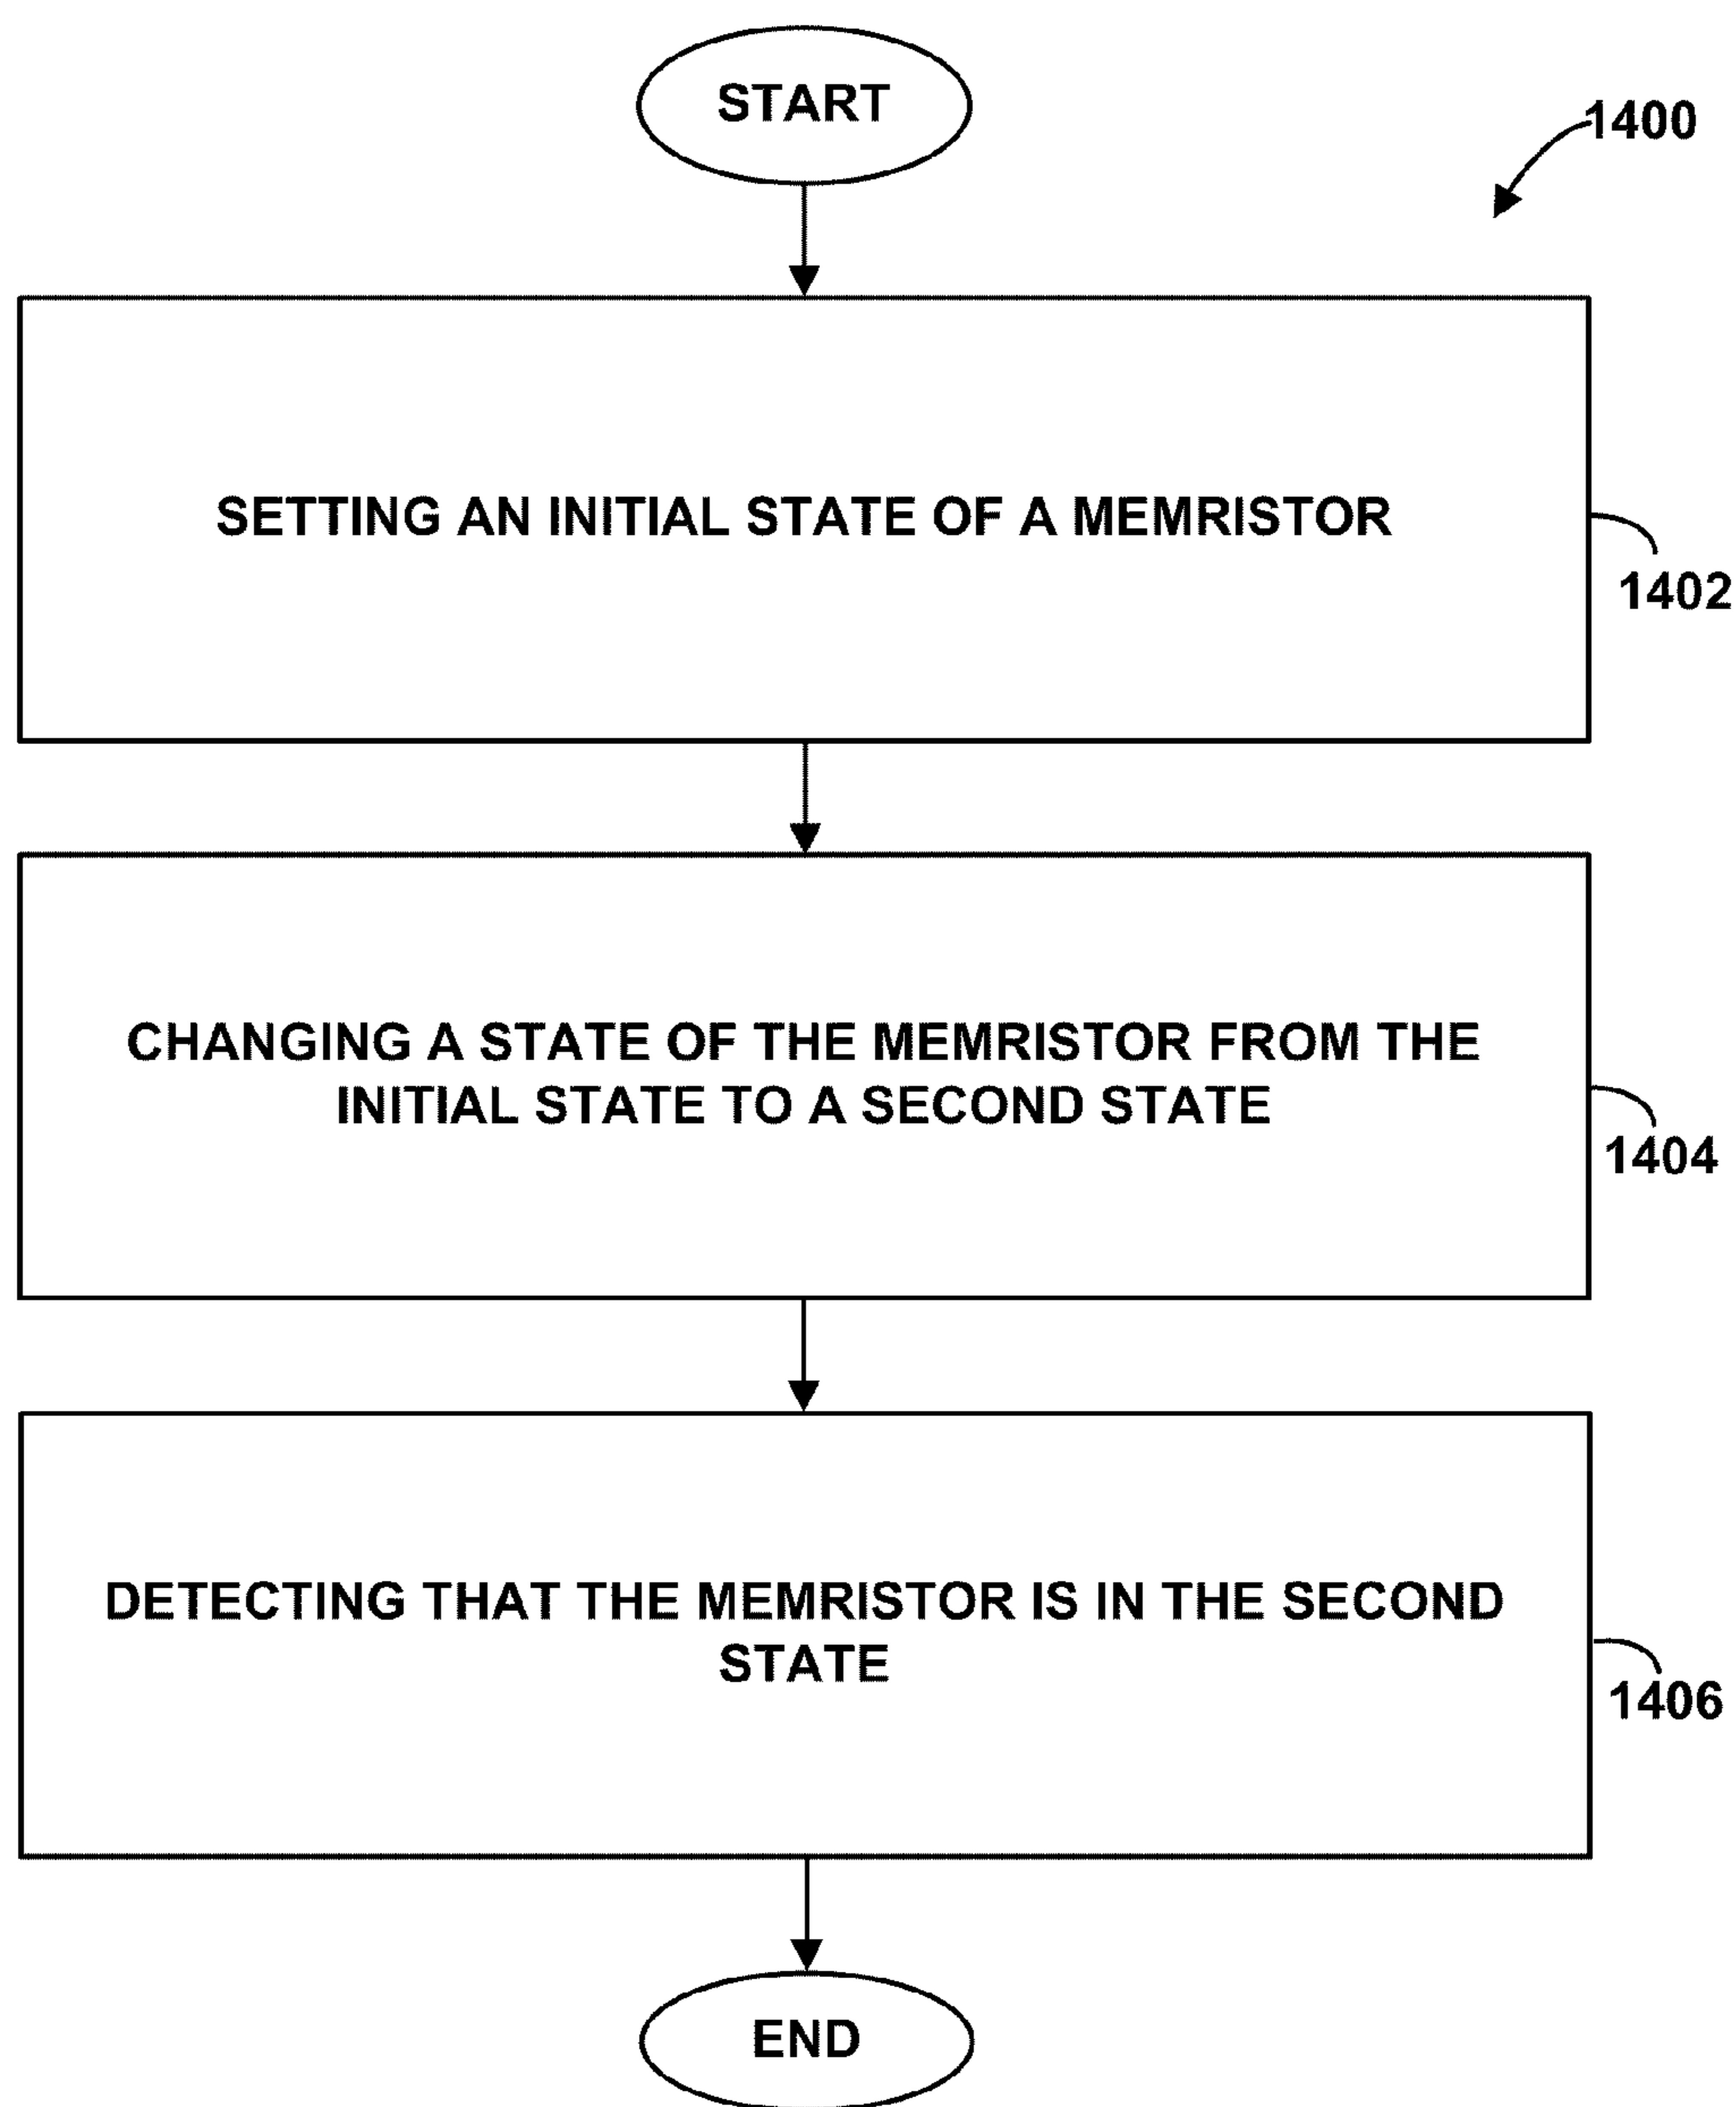 START
1400
SETTING AN INITIAL STATE OF A MEMRISTOR
1402
CHANGING A STATE OF THE MEMRISTOR FROM THE
INITIAL STATE TO A SECOND STATE
1404
DETECTING THAT THE MEMRISTOR IS IN THE SECOND
STATE
1406
END